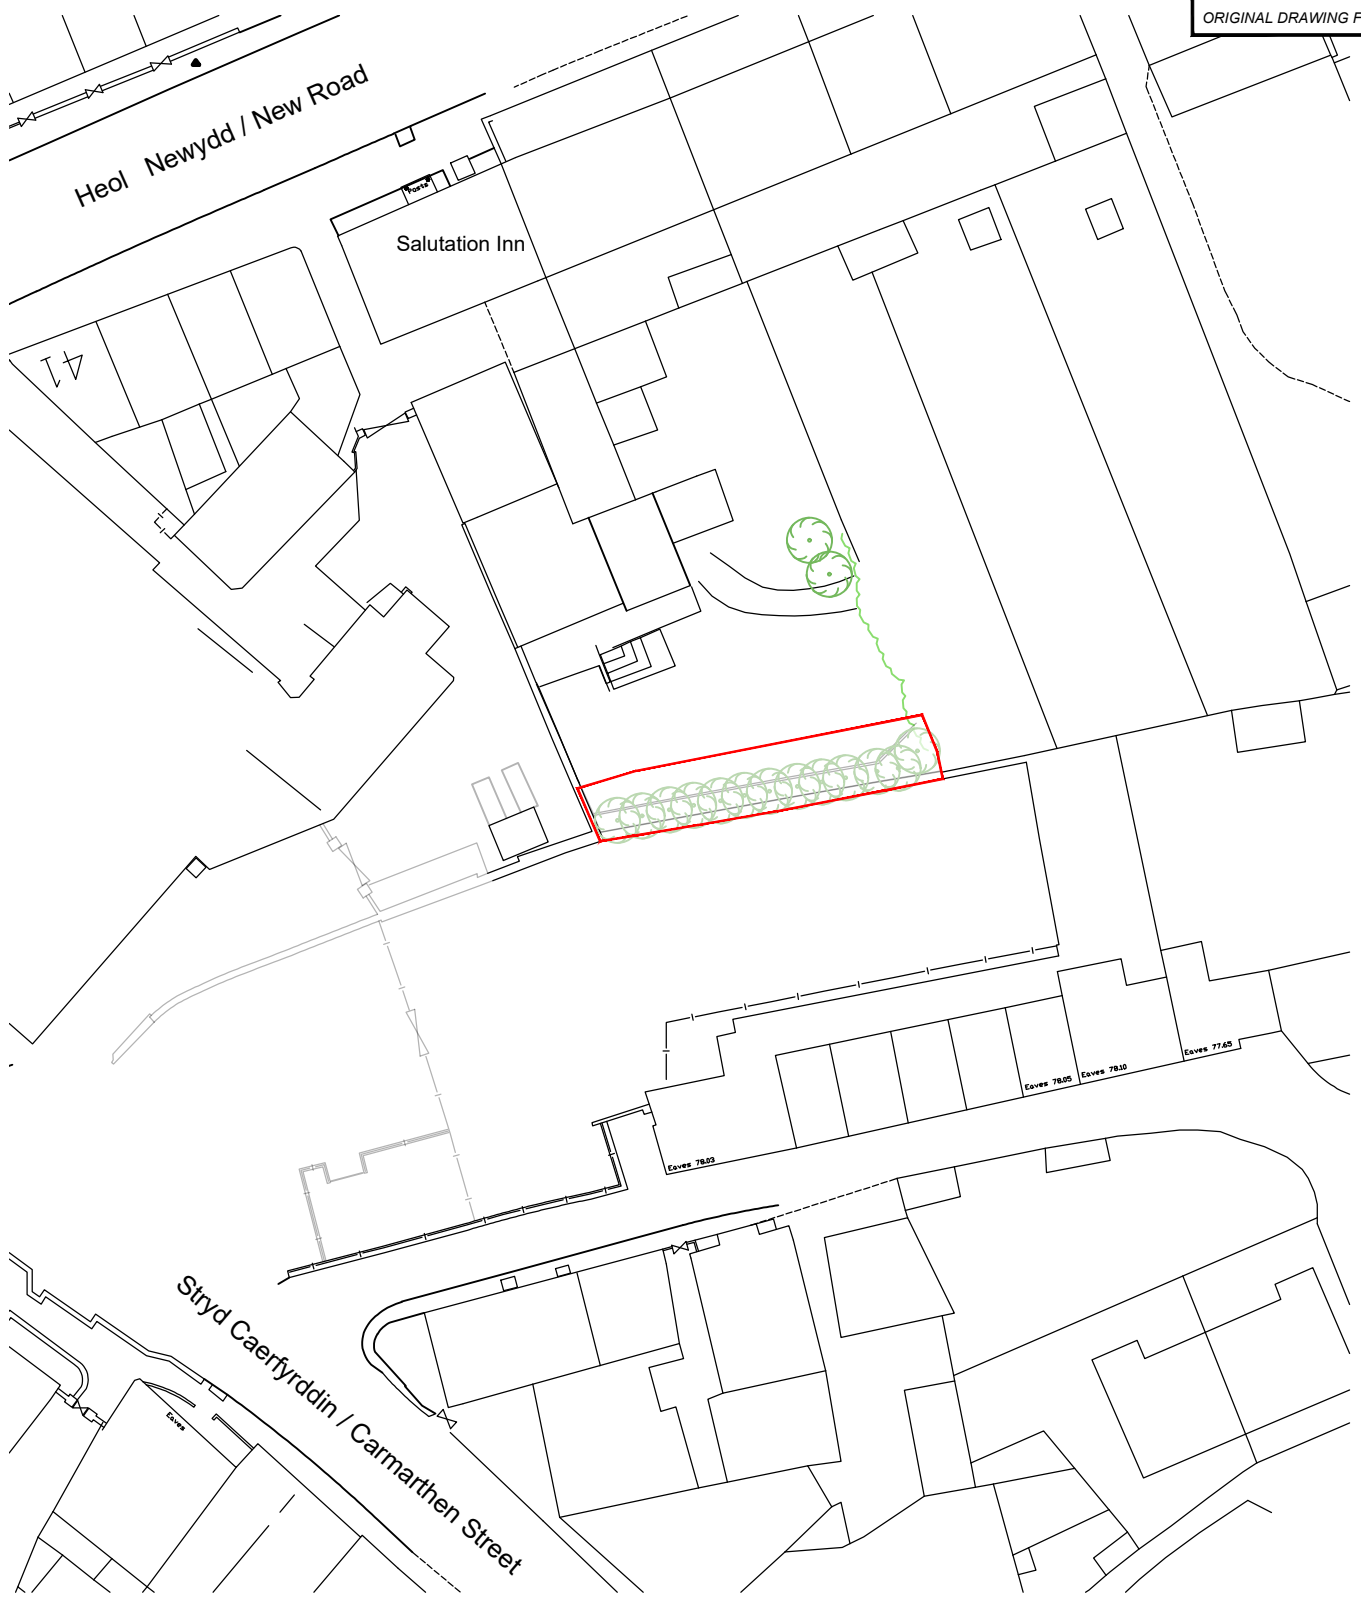 ORIGINAL DRAWING F
Heol Newydd / New Road
Posts
Salutation Inn
41
Eaves 77.65
Eaves 78.10
Eaves 78.05
Eaves 78.03
Stryd Caerfyrddin / Carmarthen Street
Eaves